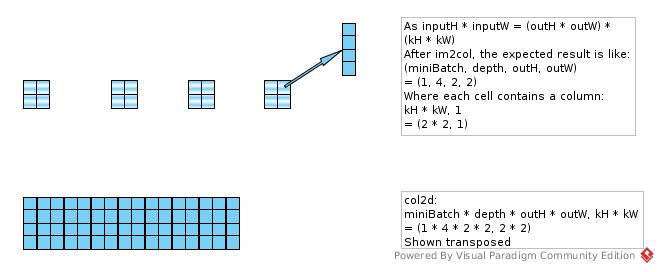 As inputH * inputW = (outH * outW) *
(kH * kW)
After im2col, the expected result is like:
(miniBatch, depth, outH, outW)
= (1, 4, 2, 2)
Where each cell contains a column:
kH * kW, 1
= (2 * 2, 1)
col2d:
miniBatch * depth * outH * outW, kH * kW
= (1 * 4 * 2 * 2, 2 * 2)
Shown transposed
Powered By Visual Paradigm Community Edition